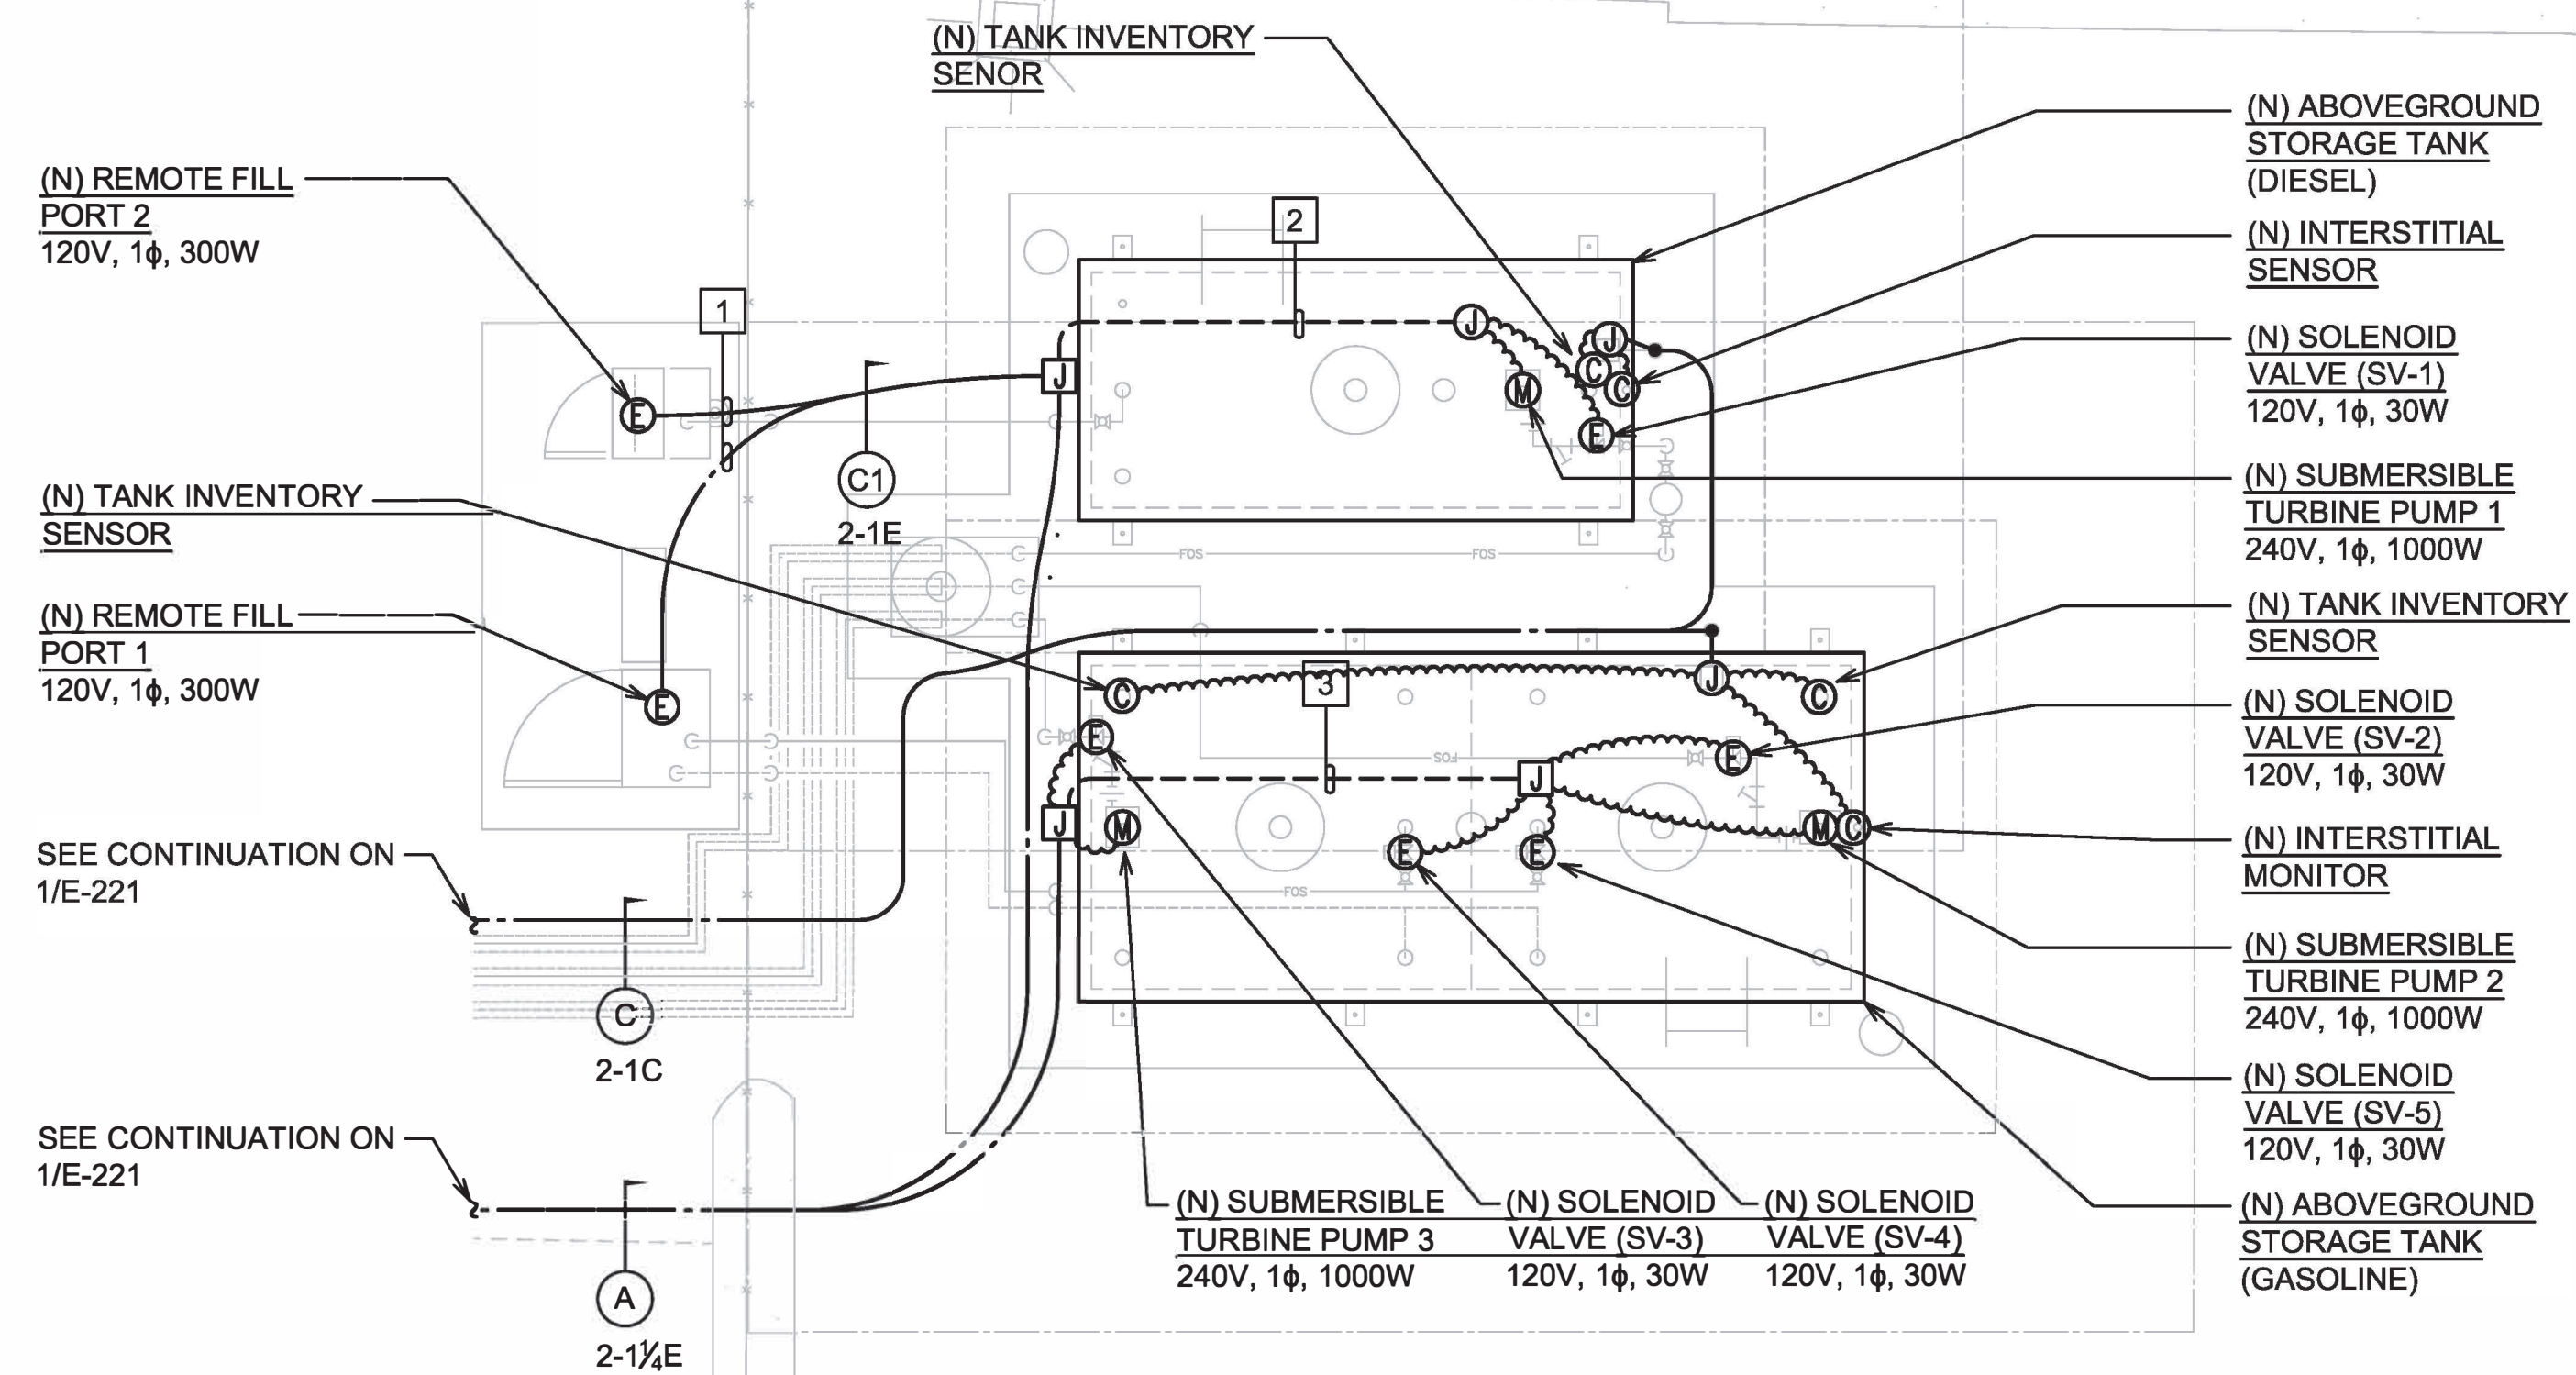 (N) TANK INVENTORY
SENOR
(N) REMOTE FILL
PORT 2
120V, 1ϕ, 300W
(N) TANK INVENTORY
SENSOR
(N) REMOTE FILL
PORT 1
120V, 1ϕ, 300W
SEE CONTINUATION ON
1/E-221
SEE CONTINUATION ON
1/E-221
1
2
3
C1
2-1E
C
2-1C
A
2-1¼E
E
E
J
J
J
C
C
M
E
FOS
FOS
C
J
C
E
J
E
J
M
E
E
M
C
FOS
FOS
(N) ABOVEGROUND
STORAGE TANK
(DIESEL)
(N) INTERSTITIAL
SENSOR
(N) SOLENOID
VALVE (SV-1)
120V, 1ϕ, 30W
(N) SUBMERSIBLE
TURBINE PUMP 1
240V, 1ϕ, 1000W
(N) TANK INVENTORY
SENSOR
(N) SOLENOID
VALVE (SV-2)
120V, 1ϕ, 30W
(N) INTERSTITIAL
MONITOR
(N) SUBMERSIBLE
TURBINE PUMP 2
240V, 1ϕ, 1000W
(N) SOLENOID
VALVE (SV-5)
120V, 1ϕ, 30W
(N) ABOVEGROUND
STORAGE TANK
(GASOLINE)
(N) SUBMERSIBLE
TURBINE PUMP 3
240V, 1ϕ, 1000W
(N) SOLENOID
VALVE (SV-3)
120V, 1ϕ, 30W
(N) SOLENOID
VALVE (SV-4)
120V, 1ϕ, 30W